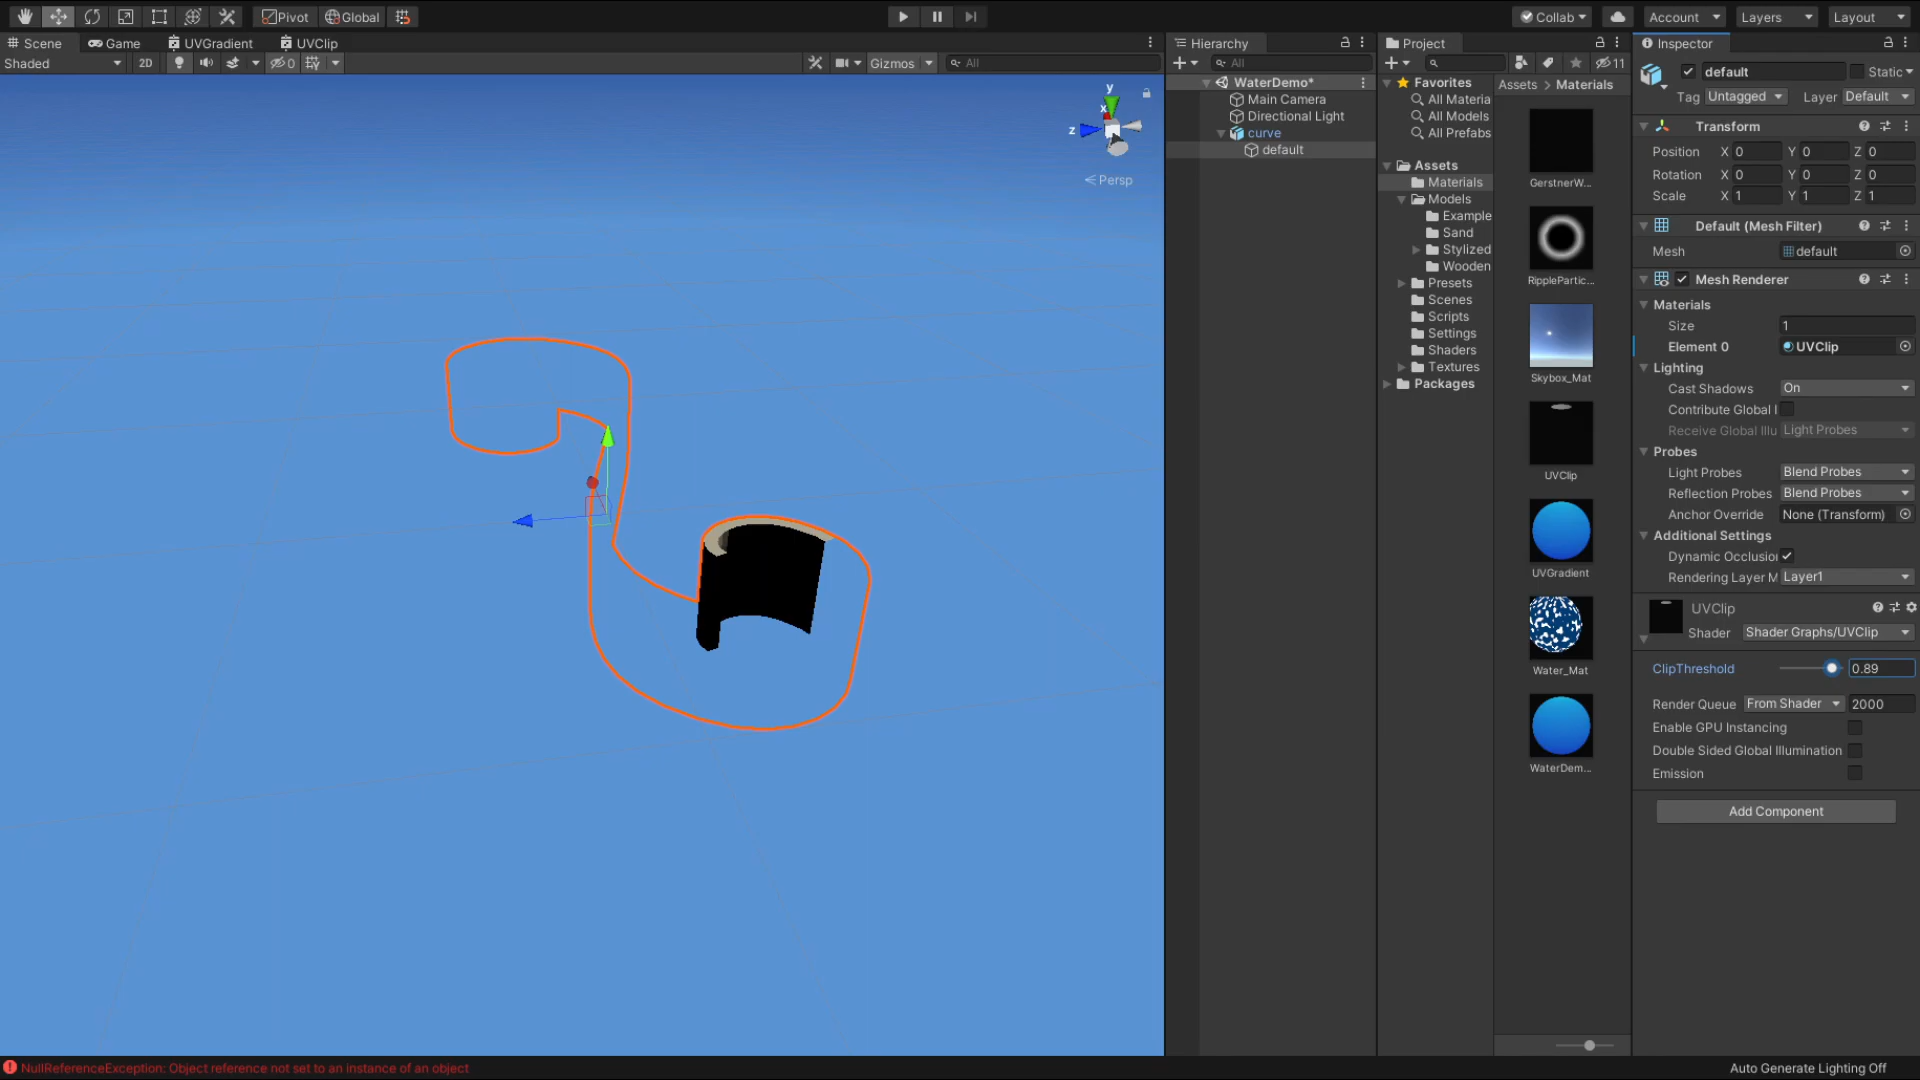 Pivot
Global
Collab
Account
Layers
Layout
Scene
Game
UVGradient
UVClip
Shaded
2D
0
Gizmos
All
y
x
z
Persp
Hierarchy
All
WaterDemo*
Main Camera
Directional Light
curve
default
Project
11
Favorites
All Materia
All Models
All Prefabs
Assets
Materials
Models
Example
Sand
Stylized
Wooden
Presets
Scenes
Scripts
Settings
Shaders
Textures
Packages
Assets > Materials
GerstnerW...
RipplePartic...
Skybox_Mat
UVClip
UVGradient
Water_Mat
WaterDem...
Inspector
default
Static
Tag Untagged Layer Default
Transform
Position X 0 Y 0 Z 0
Rotation X 0 Y 0 Z 0
Scale X 1 Y 1 Z 1
Default (Mesh Filter)
Mesh default
Mesh Renderer
Materials
Size 1
Element 0 UVClip
Lighting
Cast Shadows On
Contribute Global I
Receive Global Illu Light Probes
Probes
Light Probes Blend Probes
Reflection Probes Blend Probes
Anchor Override None (Transform)
Additional Settings
Dynamic Occlusion
Rendering Layer M Layer1
UVClip
Shader Shader Graphs/UVClip
ClipThreshold 0.89
Render Queue From Shader 2000
Enable GPU Instancing
Double Sided Global Illumination
Emission
Add Component
NullReferenceException: Object reference not set to an instance of an object
Auto Generate Lighting Off